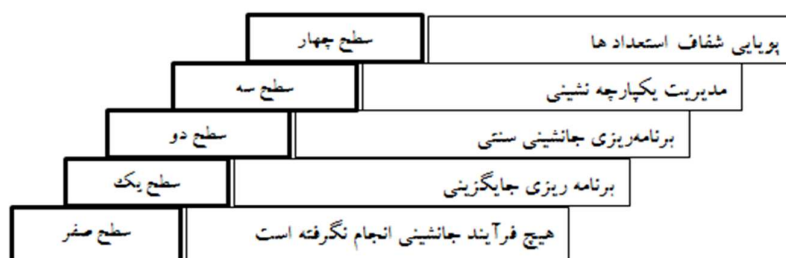 سطح چهار
پویایی شفاف استعداد ها
سطح سه
مدیریت یکپارچه نشینی
سطح دو
برنامه‌ریزی جانشینی سنتی
سطح یک
برنامه ریزی جایگزینی
سطح صفر
هیچ فرآیند جانشینی انجام نگرفته است